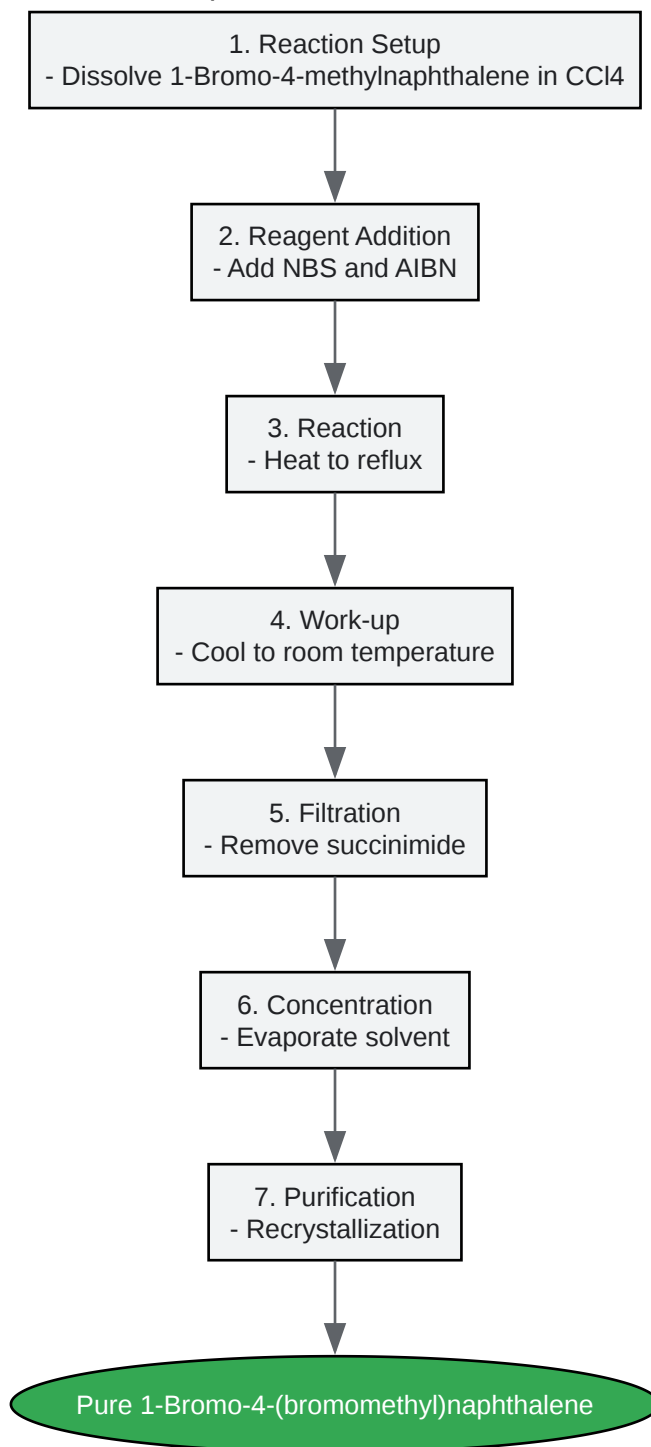 1. Reaction Setup
- Dissolve 1-Bromo-4-methylnaphthalene in CCl4
2. Reagent Addition
- Add NBS and AIBN
3. Reaction
- Heat to reflux
4. Work-up
- Cool to room temperature
5. Filtration
- Remove succinimide
6. Concentration
- Evaporate solvent
7. Purification
- Recrystallization
Pure 1-Bromo-4-(bromomethyl)naphthalene